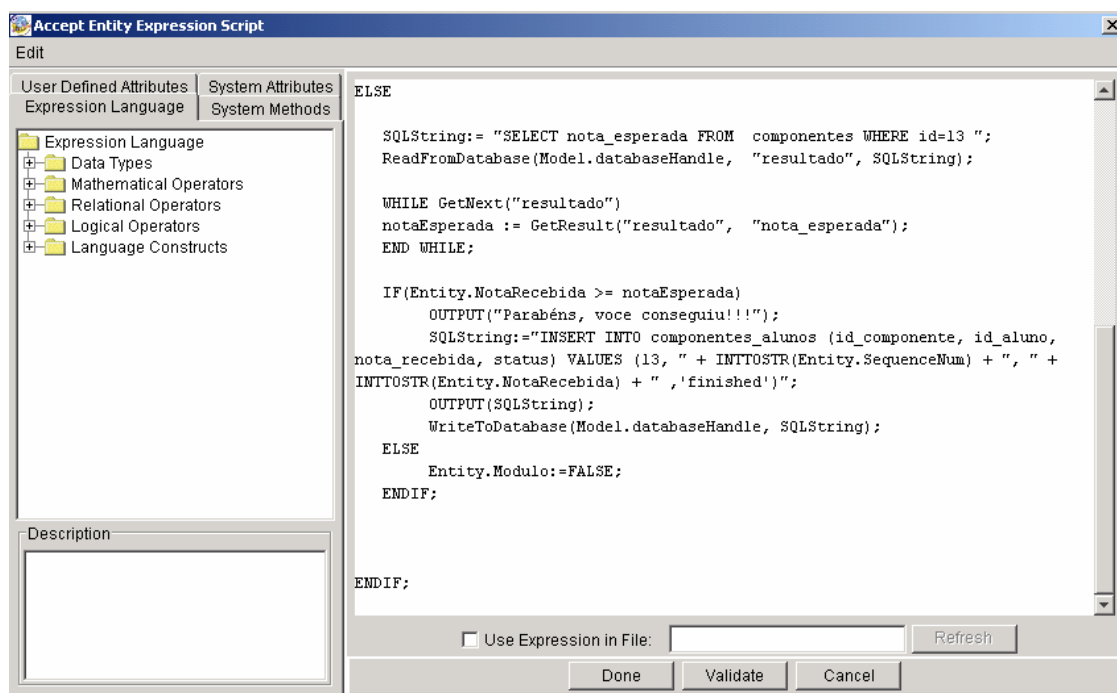 Accept Entity Expression Script
Edit
User Defined Attributes System Attributes
Expression Language System Methods
Expression Language
Data Types
Mathematical Operators
Relational Operators
Logical Operators
Language Constructs
Description
ELSE
SQLString:= "SELECT nota_esperada FROM componentes WHERE id=13 ";
ReadFromDatabase(Model.databaseHandle, "resultado", SQLString);
WHILE GetNext("resultado")
notaEsperada := GetResult("resultado", "nota_esperada");
END WHILE;
IF(Entity.NotaRecebida >= notaEsperada)
OUTPUT("Parabéns, voce conseguiu!!!");
SQLString:="INSERT INTO componentes_alunos (id_componente, id_aluno,
nota_recebida, status) VALUES (13, " + INTTOSTR(Entity.SequenceNum) + ", " +
INTTOSTR(Entity.NotaRecebida) + " ,'finished')";
OUTPUT(SQLString);
WriteToDatabase(Model.databaseHandle, SQLString);
ELSE
Entity.Modulo:=FALSE;
ENDIF;
ENDIF;
Use Expression in File: Refresh
Done Validate Cancel